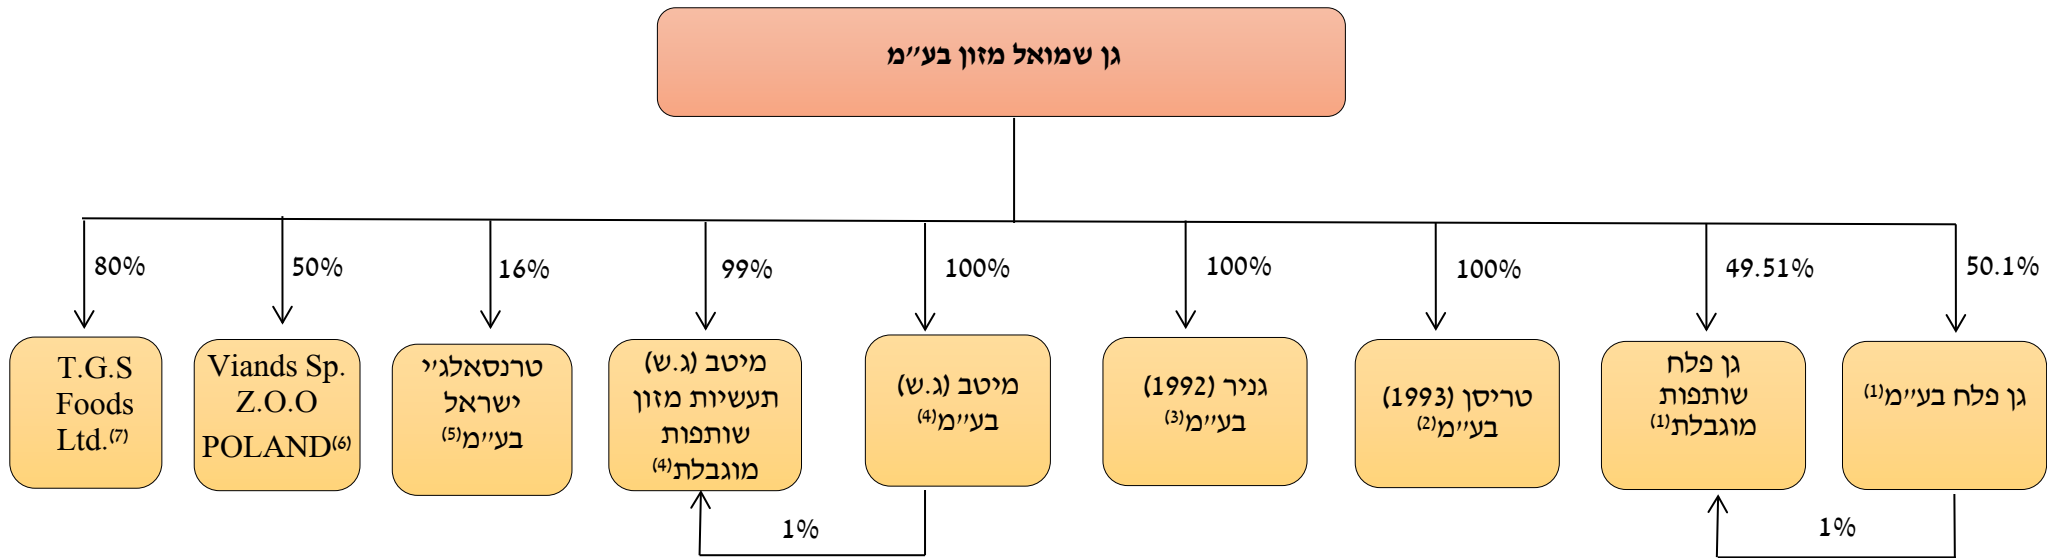 גן שמואל מזון בע"מ
50.1%
49.51%
100%
100%
100%
99%
16%
50%
80%
גן פלח בע"מ(1)
גן פלח
שותפות
מוגבלת(1)
טריסן (1993)
בע"מ(2)
גניר (1992)
בע"מ(3)
מיטב (ג.ש)
בע"מ(4)
מיטב (ג.ש)
תעשיות מזון
שותפות
מוגבלת(4)
טרנסאלג'י
ישראל
בע"מ(5)
Viands Sp.
Z.O.O
POLAND(6)
T.G.S
Foods
Ltd.(7)
1%
1%